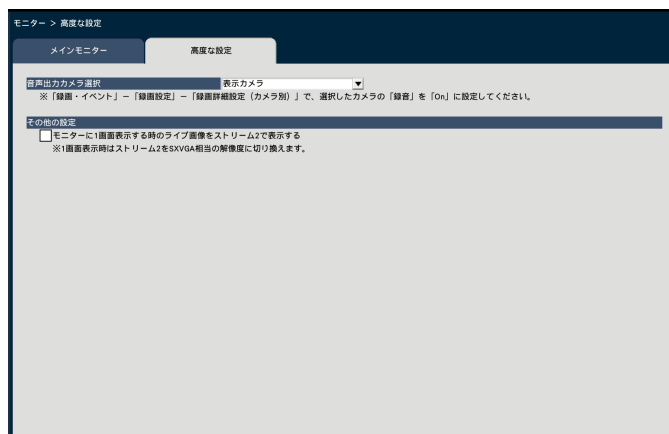 モニター > 高度な設定
メインモニター
高度な設定
音声出力カメラ選択 表示カメラ
※「録画・イベント」－「録画設定」－「録画詳細設定（カメラ別）」で、選択したカメラの「録音」を「On」に設定してください。
その他の設定
モニターに1画面表示する時のライブ画像をストリーム2で表示する
※1画面表示時はストリーム2をSXVGA相当の解像度に切り換えます。